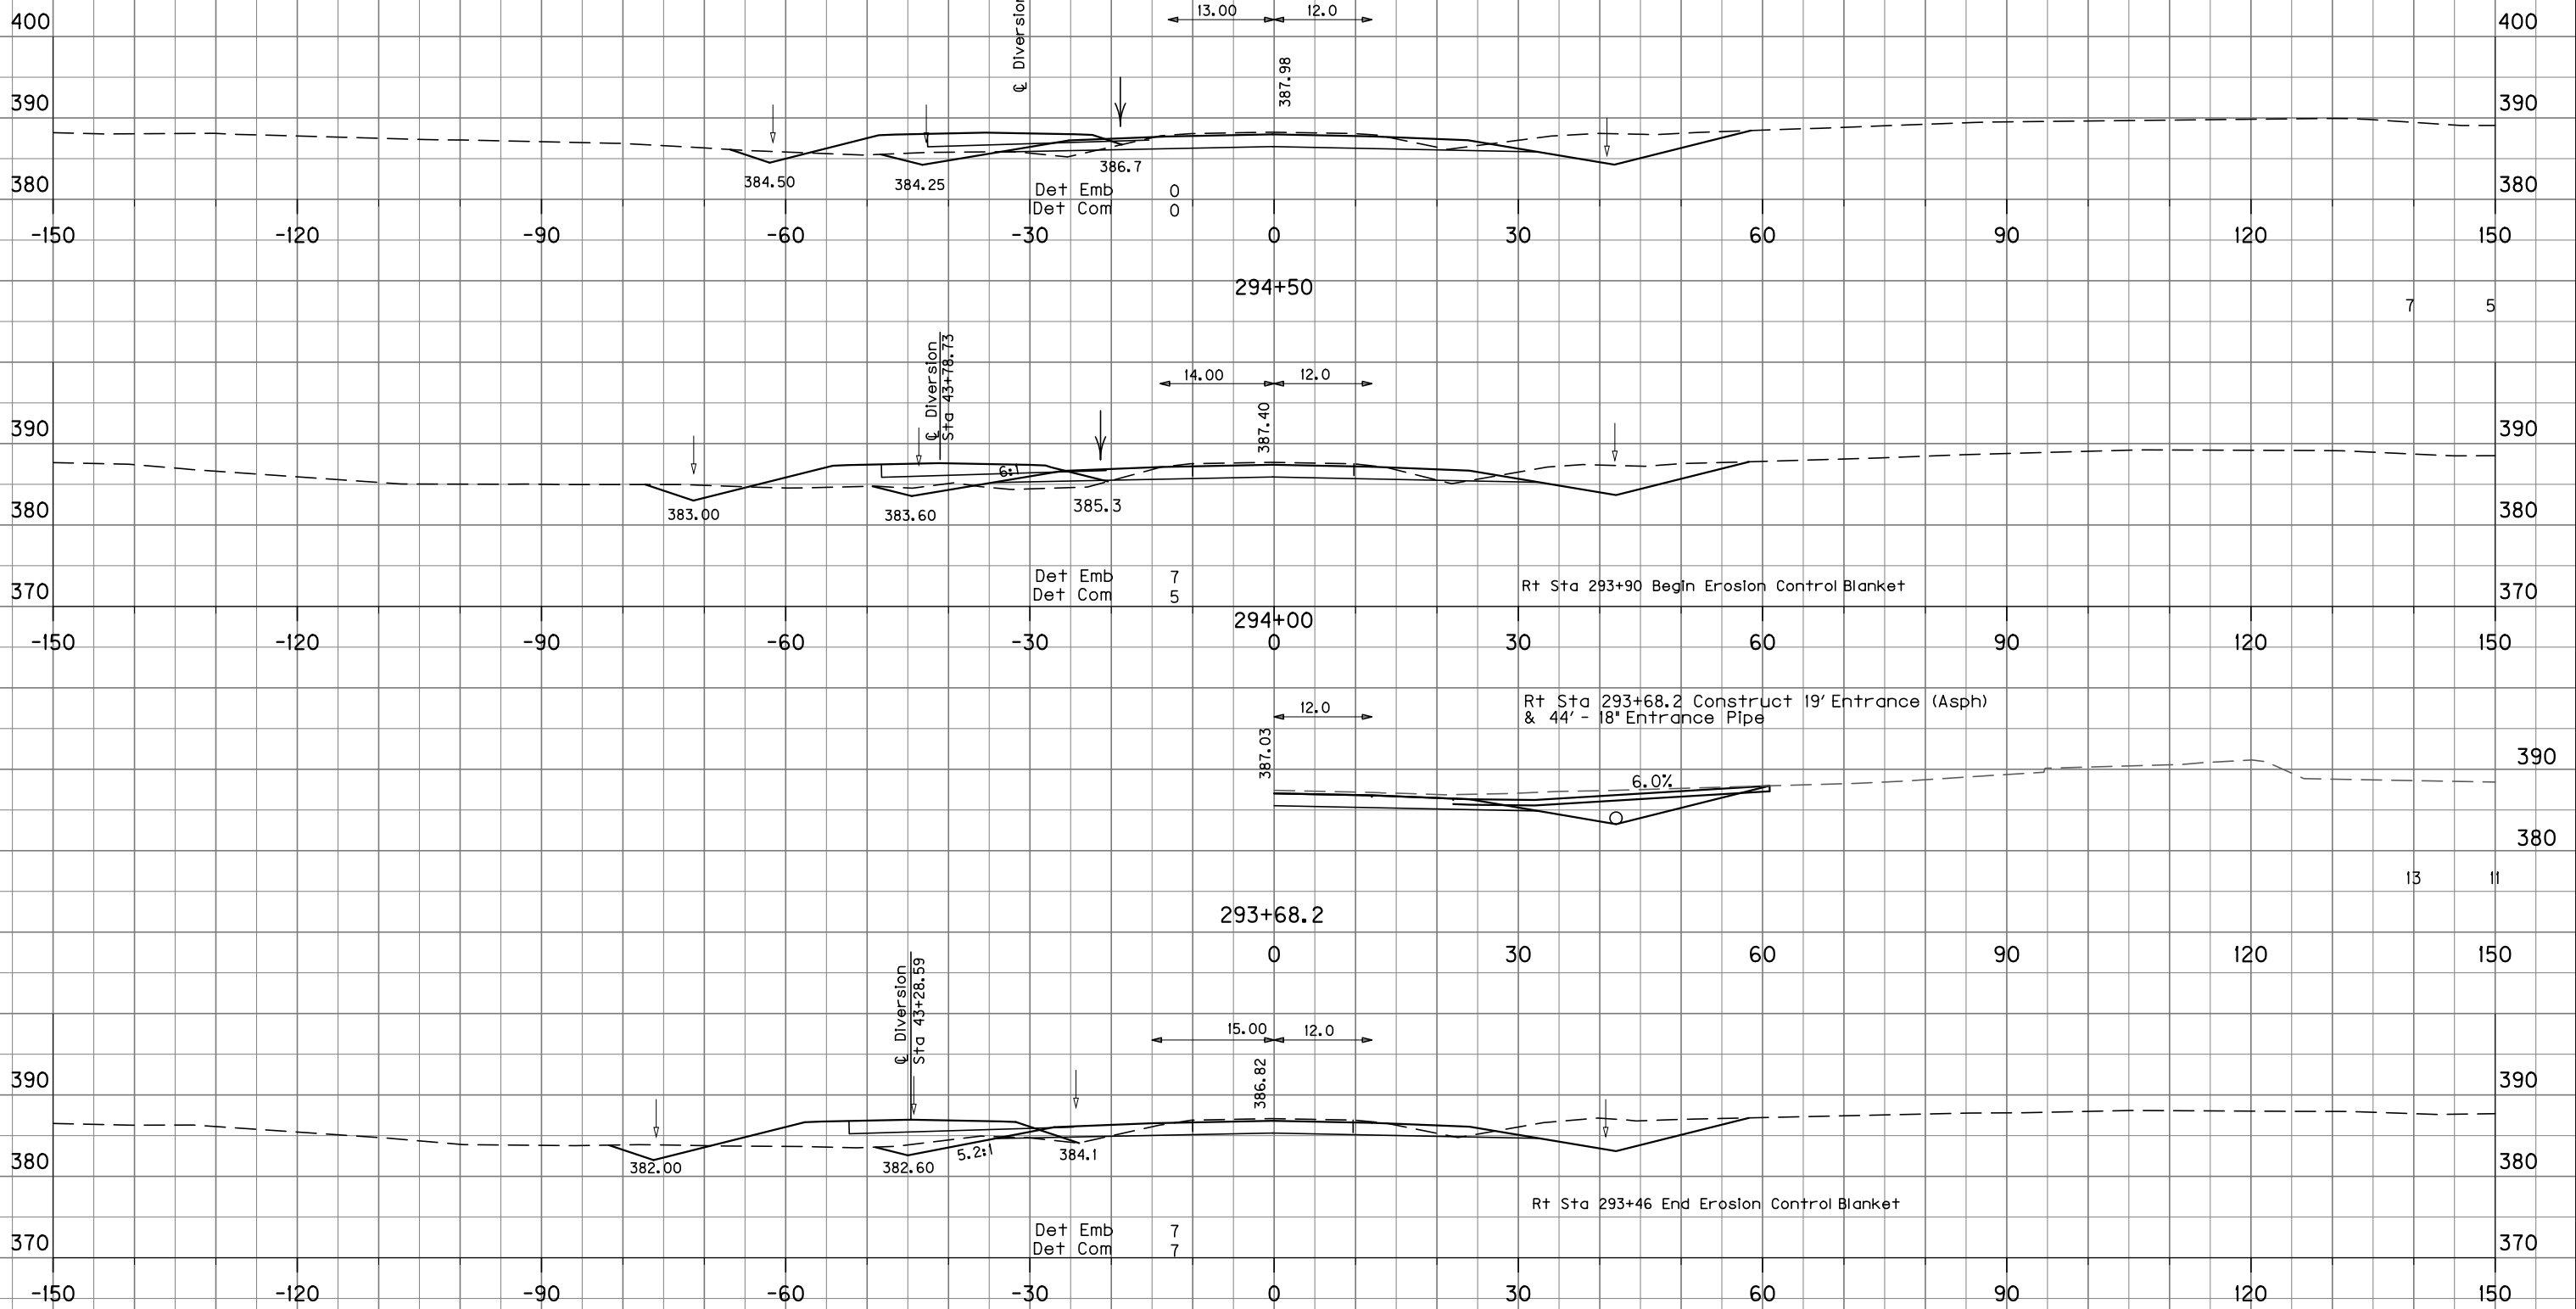 13.00 12.0
400 400
℄ Diversion
387.98
390 390
386.7
384.50 384.25
380 380
Det Emb 0
Det Com 0
-150 -120 -90 -60 -30 0 30 60 90 120 150
294+50
7 5
℄ Diversion
Sta 43+78.73
14.00 12.0
387.40
390 390
6:1
385.3
383.00 383.60
380 380
Det Emb 7
Det Com 5
Rt Sta 293+90 Begin Erosion Control Blanket
370 370
294+00
-150 -120 -90 -60 -30 0 30 60 90 120 150
Rt Sta 293+68.2 Construct 19' Entrance (Asph)
& 44' - 18" Entrance Pipe
12.0
387.03
390
6.0%
380
13 11
293+68.2
0 30 60 90 120 150
℄ Diversion
Sta 43+28.59
15.00 12.0
386.82
390 390
5.2:1
384.1
382.00 382.60
380 380
Rt Sta 293+46 End Erosion Control Blanket
Det Emb 7
Det Com 7
370 370
-150 -120 -90 -60 -30 0 30 60 90 120 150